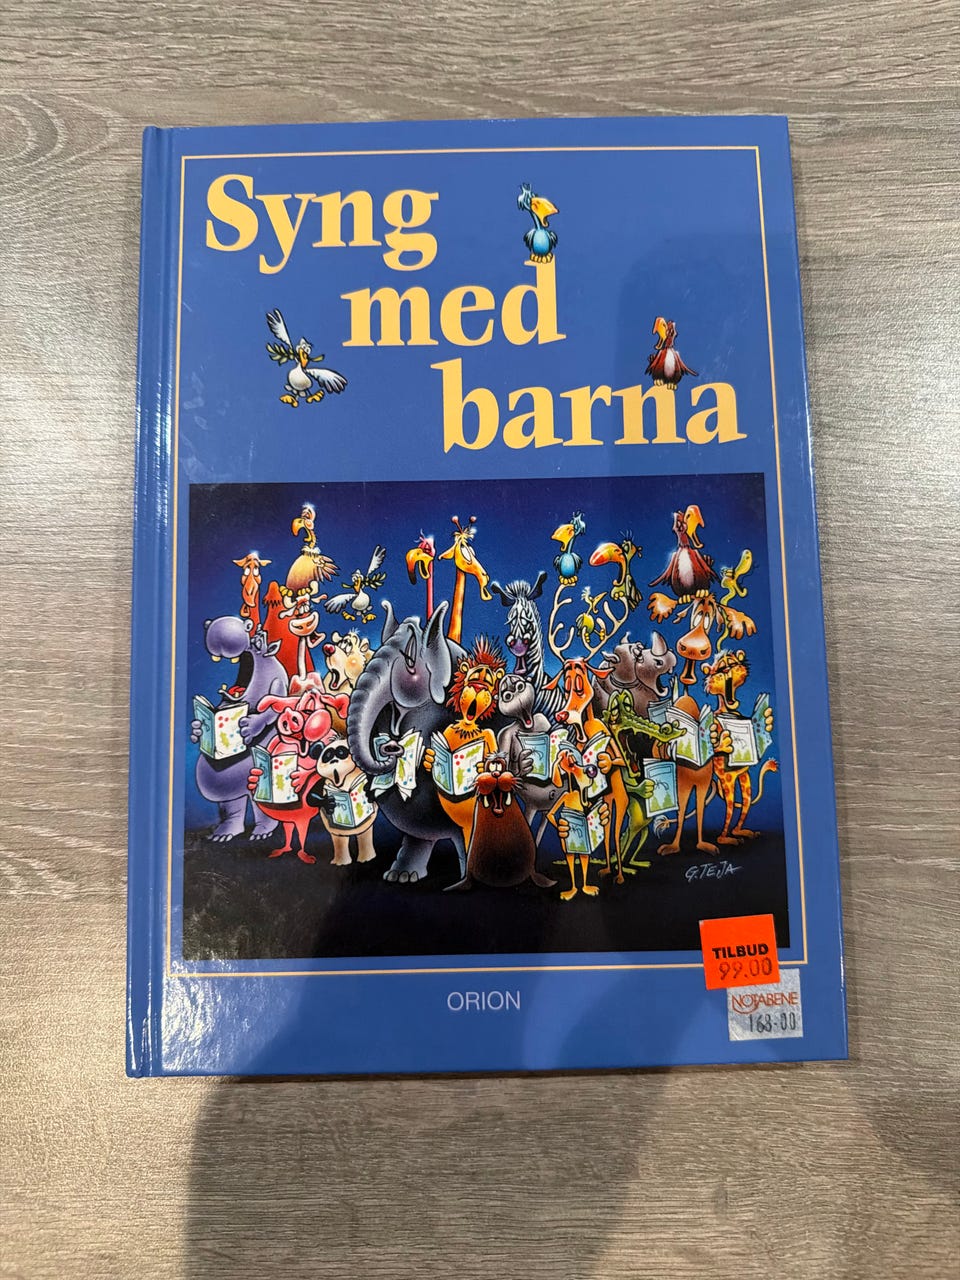 Syng
med
barna
G. TEJA
TILBUD
99.00
ORION
NOTABENE
168-00